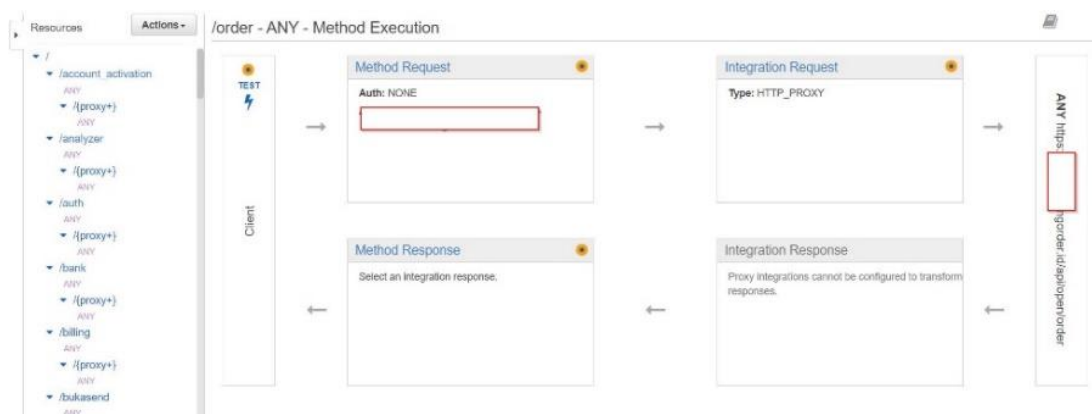 Resources
Actions
/order - ANY - Method Execution
/
/account_activation
ANY
/{proxy+}
ANY
/analyzer
ANY
/{proxy+}
ANY
/auth
ANY
/{proxy+}
ANY
/bank
ANY
/{proxy+}
ANY
/billing
ANY
/{proxy+}
ANY
/bukasend
ANY
TEST
Client
Method Request
Auth: NONE
Integration Request
Type: HTTP_PROXY
Method Response
Select an integration response.
Integration Response
Proxy integrations cannot be configured to transform
responses.
ANY https:
ngorder.id/api/open/order